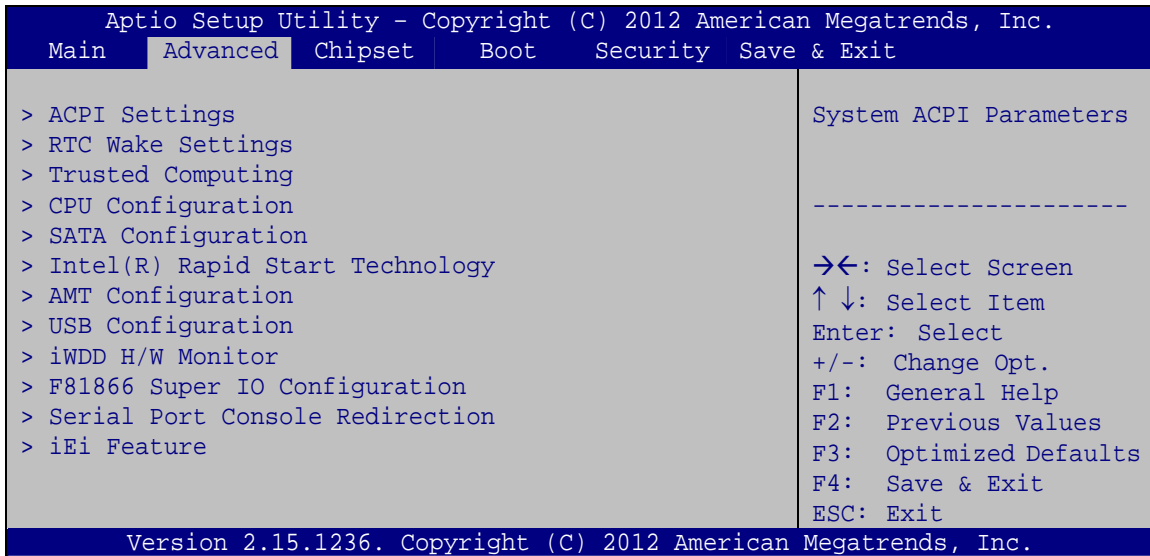 Aptio Setup Utility – Copyright (C) 2012 American Megatrends, Inc.
Main Advanced Chipset Boot Security Save & Exit
> ACPI Settings
> RTC Wake Settings
> Trusted Computing
> CPU Configuration
> SATA Configuration
> Intel(R) Rapid Start Technology
> AMT Configuration
> USB Configuration
> iWDD H/W Monitor
> F81866 Super IO Configuration
> Serial Port Console Redirection
> iEi Feature
System ACPI Parameters
----------------------
→←: Select Screen
↑ ↓: Select Item
Enter: Select
+/-: Change Opt.
F1: General Help
F2: Previous Values
F3: Optimized Defaults
F4: Save & Exit
ESC: Exit
Version 2.15.1236. Copyright (C) 2012 American Megatrends, Inc.